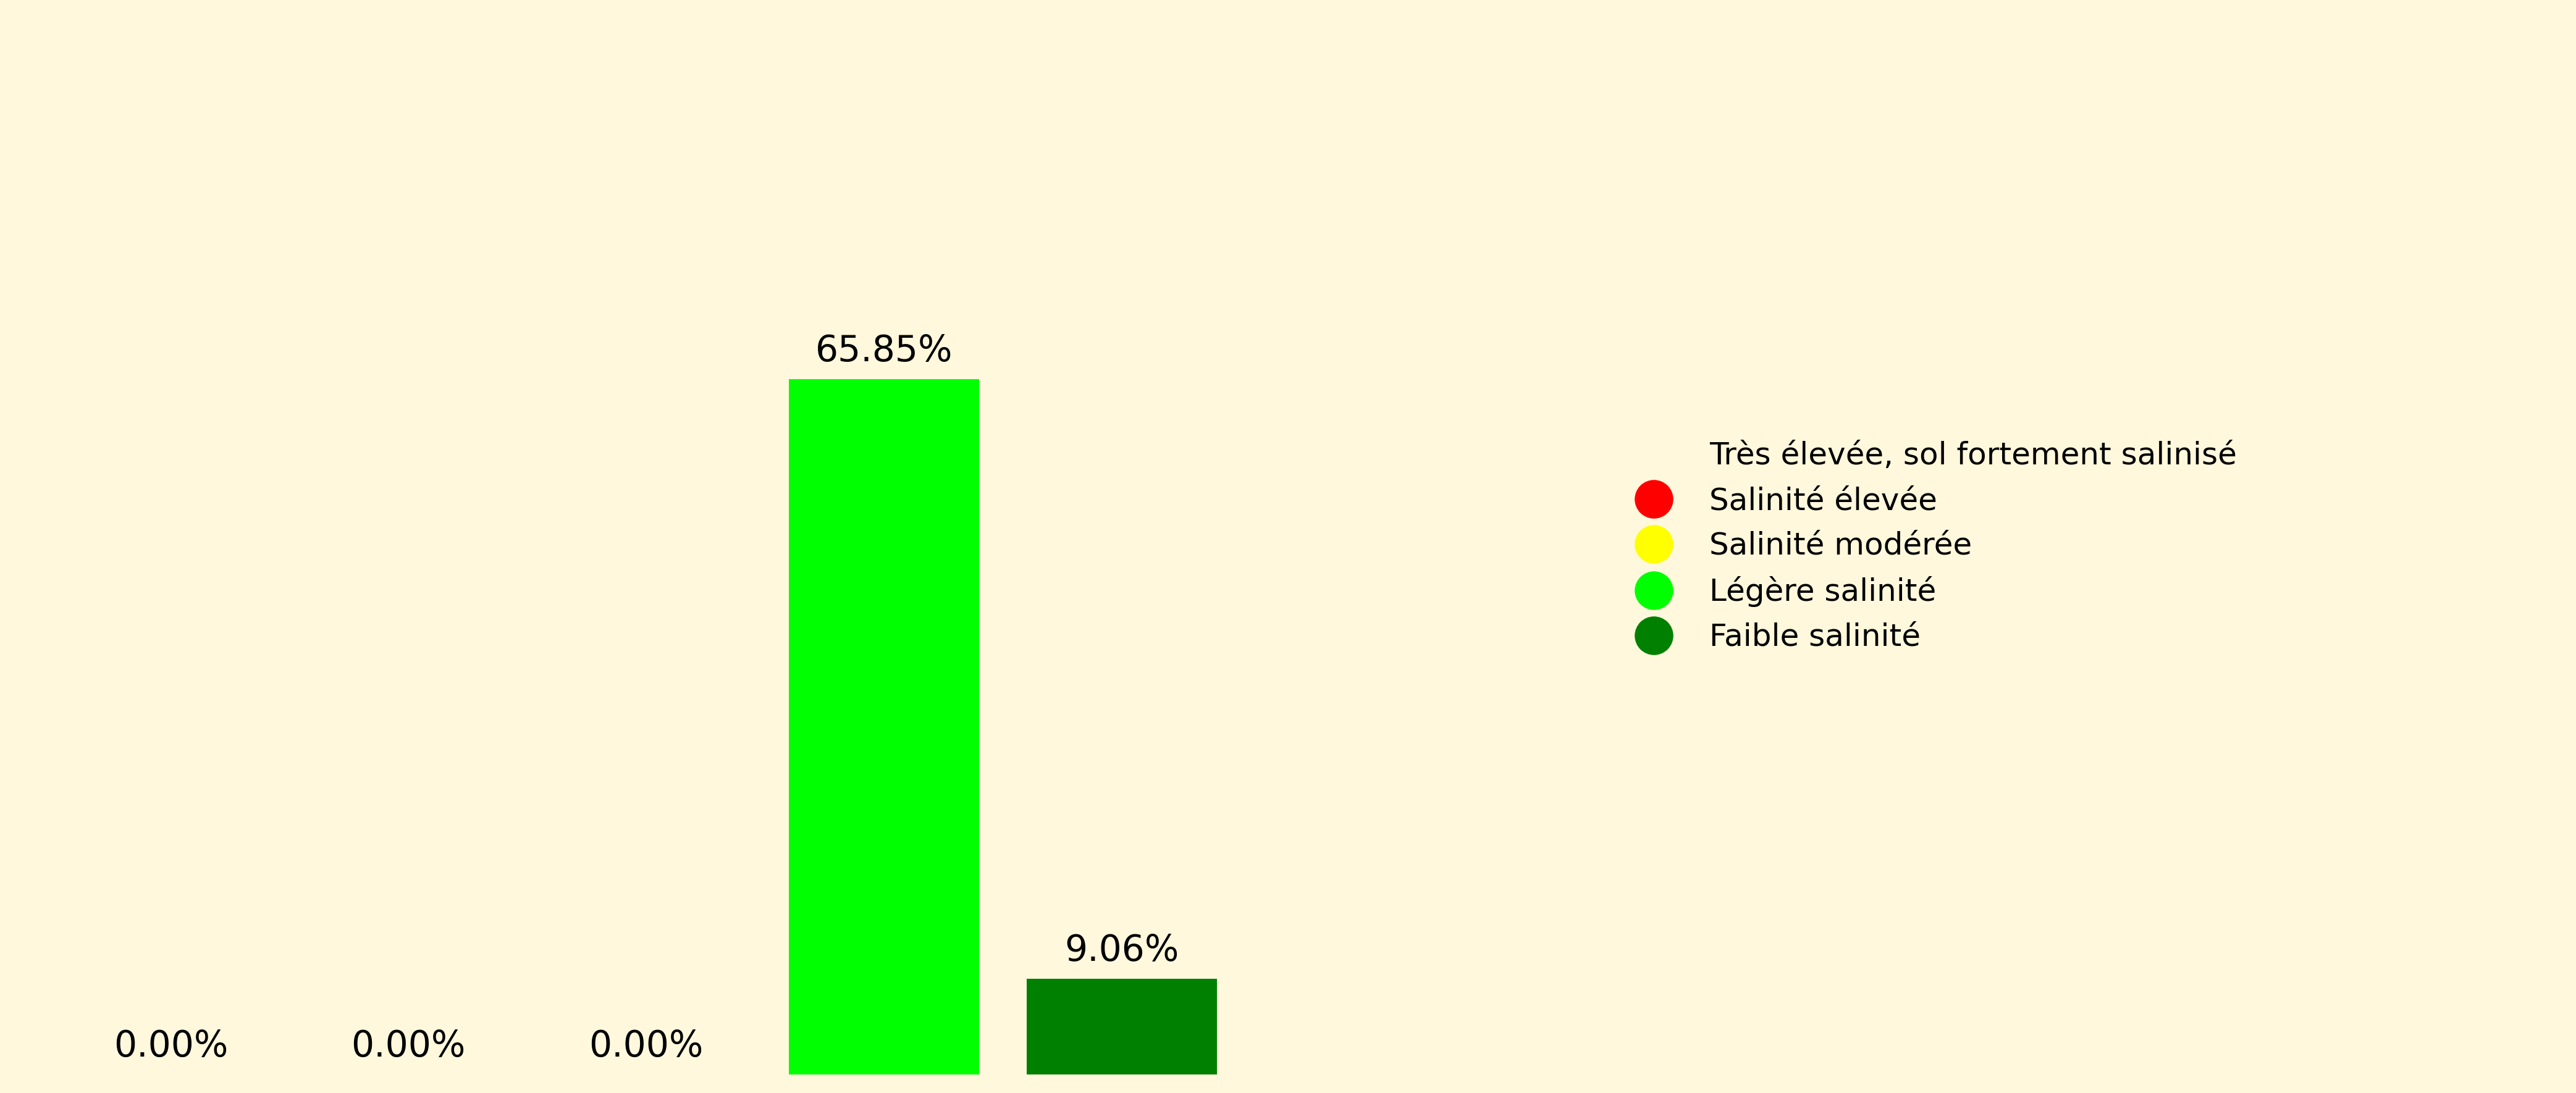 65.85%
9.06%
0.00%
0.00%
0.00%
Très élevée, sol fortement salinisé
Salinité élevée
Salinité modérée
Légère salinité
Faible salinité